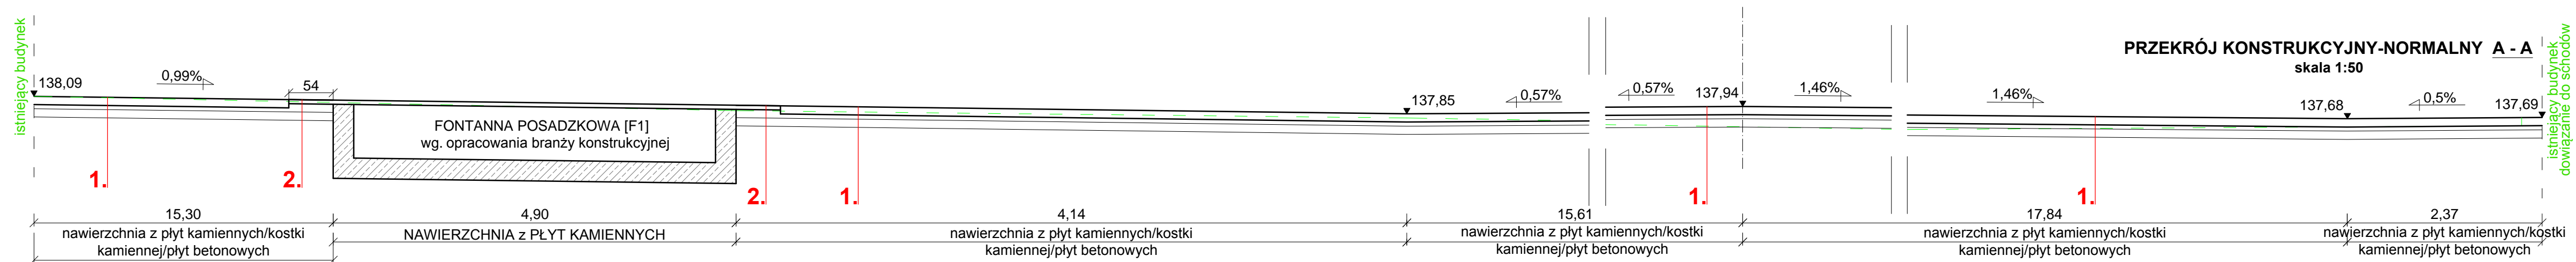 PRZEKRÓJ KONSTRUKCYJNY-NORMALNY A - A
skala 1:50
istniejący budynek
138,09
0,99%
54
137,85
0,57%
0,57%
137,94
1,46%
1,46%
137,68
0,5%
137,69
istniejący budynek
dowiązanie do schodów
FONTANNA POSADZKOWA [F1]
wg. opracowania branży konstrukcyjnej
1.
2.
2.
1.
1.
1.
15,30
4,90
4,14
15,61
17,84
2,37
nawierzchnia z płyt kamiennych/kostki
kamiennej/płyt betonowych
NAWIERZCHNIA z PŁYT KAMIENNYCH
nawierzchnia z płyt kamiennych/kostki
kamiennej/płyt betonowych
nawierzchnia z płyt kamiennych/kostki
kamiennej/płyt betonowych
nawierzchnia z płyt kamiennych/kostki
kamiennej/płyt betonowych
nawierzchnia z płyt kamiennych/kostki
kamiennej/płyt betonowych